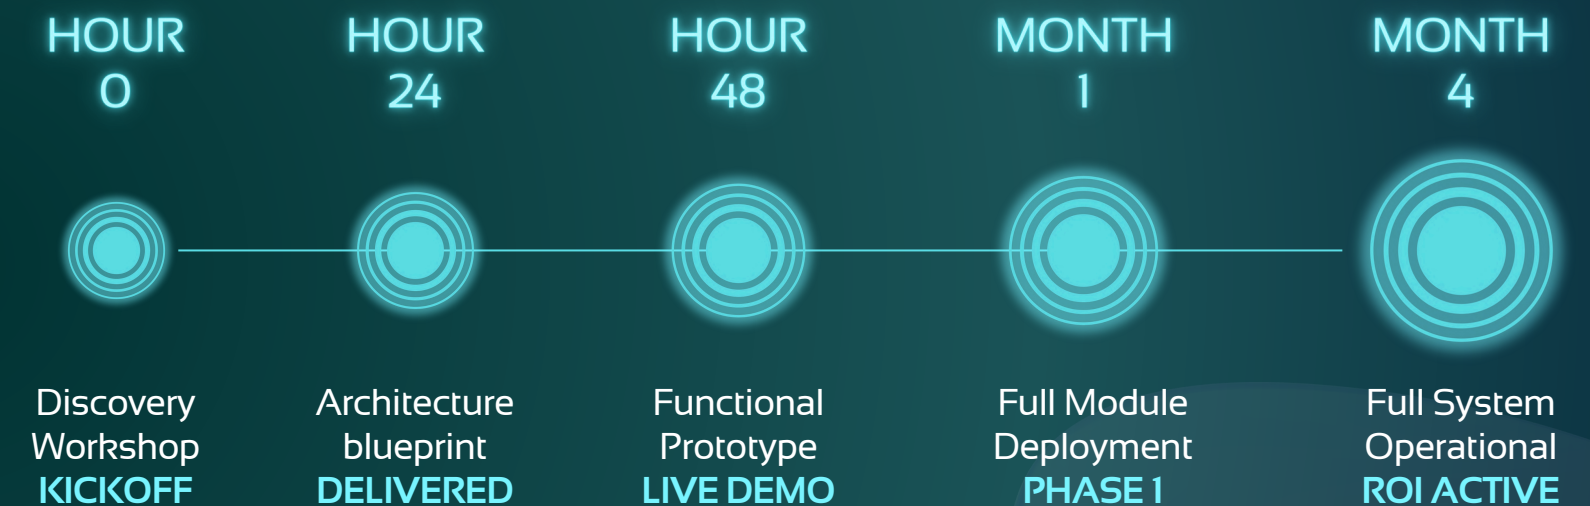 HOUR
0
HOUR
24
HOUR
48
MONTH
1
MONTH
4
Discovery
Workshop
KICKOFF
Architecture
blueprint
DELIVERED
Functional
Prototype
LIVE DEMO
Full Module
Deployment
PHASE 1
Full System
Operational
ROI ACTIVE